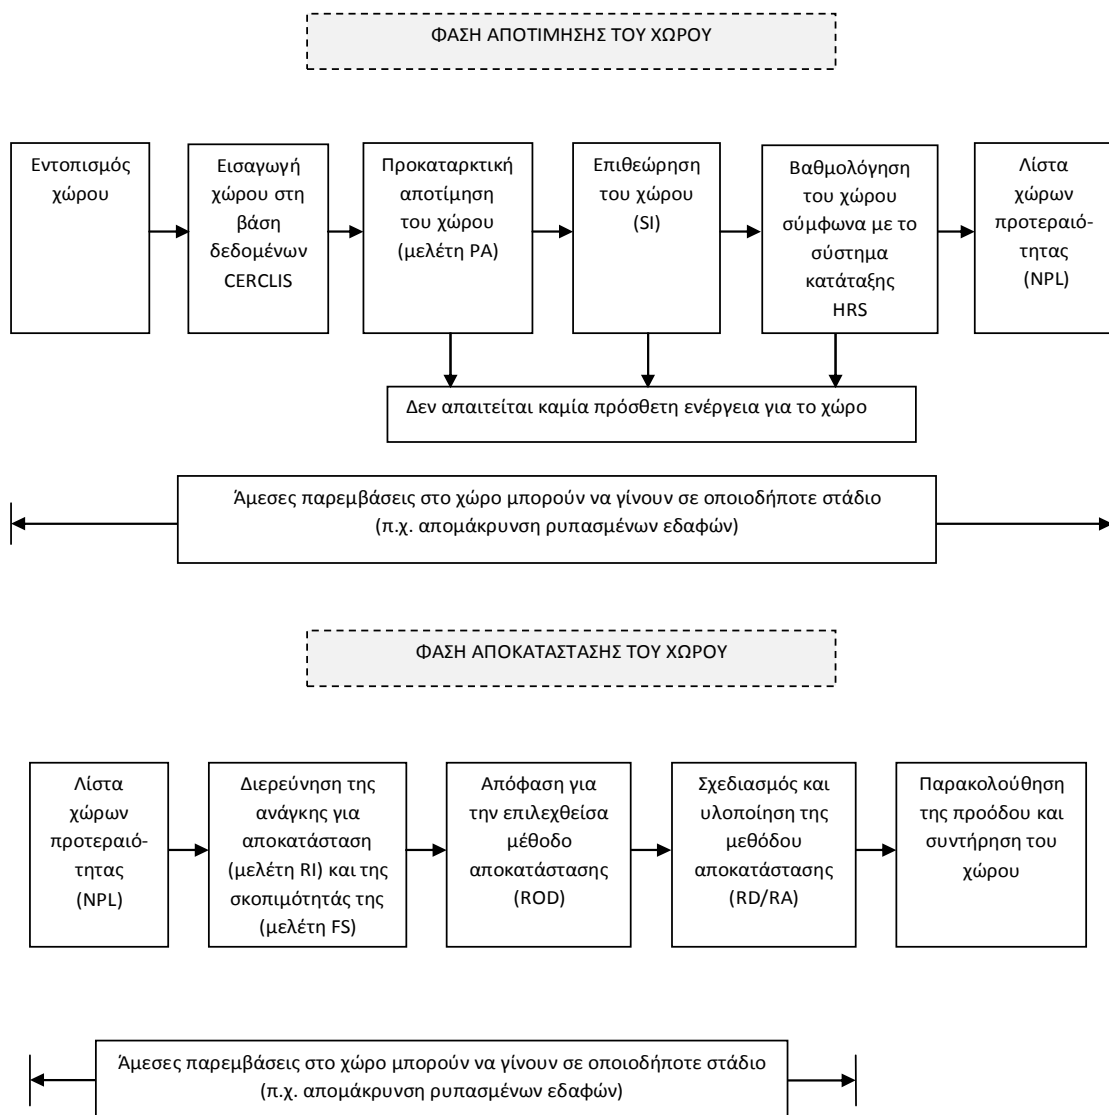 ΦΑΣΗ ΑΠΟΤΙΜΗΣΗΣ ΤΟΥ ΧΩΡΟΥ
Εντοπισμός
χώρου
Εισαγωγή
χώρου στη
βάση
δεδομένων
CERCLIS
Προκαταρκτική
αποτίμηση
του χώρου
(μελέτη PA)
Επιθεώρηση
του χώρου
(SI)
Βαθμολόγηση
του χώρου
σύμφωνα με το
σύστημα
κατάταξης
HRS
Λίστα
χώρων
προτεραιό-
τητας
(NPL)
Δεν απαιτείται καμία πρόσθετη ενέργεια για το χώρο
Άμεσες παρεμβάσεις στο χώρο μπορούν να γίνουν σε οποιοδήποτε στάδιο
(π.χ. απομάκρυνση ρυπασμένων εδαφών)
ΦΑΣΗ ΑΠΟΚΑΤΑΣΤΑΣΗΣ ΤΟΥ ΧΩΡΟΥ
Λίστα
χώρων
προτεραιό-
τητας
(NPL)
Διερεύνηση της
ανάγκης για
αποκατάσταση
(μελέτη RI) και της
σκοπιμότητάς της
(μελέτη FS)
Απόφαση για
την επιλεχθείσα
μέθοδο
αποκατάστασης
(ROD)
Σχεδιασμός και
υλοποίηση της
μεθόδου
αποκατάστασης
(RD/RA)
Παρακολούθηση
της προόδου και
συντήρηση του
χώρου
Άμεσες παρεμβάσεις στο χώρο μπορούν να γίνουν σε οποιοδήποτε στάδιο
(π.χ. απομάκρυνση ρυπασμένων εδαφών)